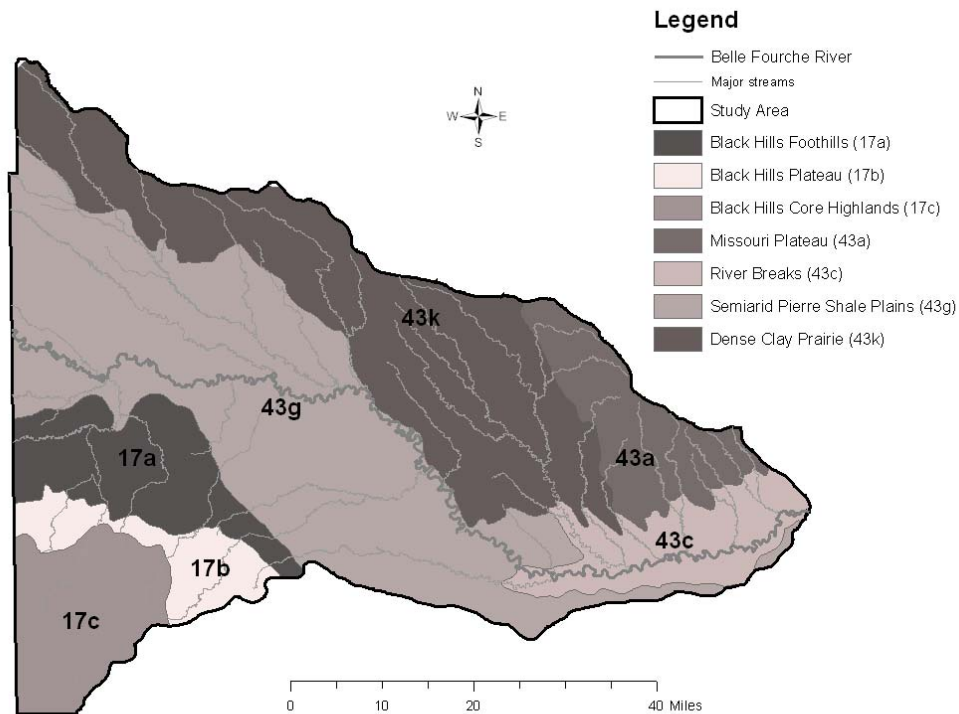 Legend
Belle Fourche River
Major streams
Study Area
Black Hills Foothills (17a)
Black Hills Plateau (17b)
Black Hills Core Highlands (17c)
Missouri Plateau (43a)
River Breaks (43c)
Semiarid Pierre Shale Plains (43g)
Dense Clay Prairie (43k)
N
W E
S
43k
43g
17a
43a
43c
17b
17c
0 10 20 40 Miles